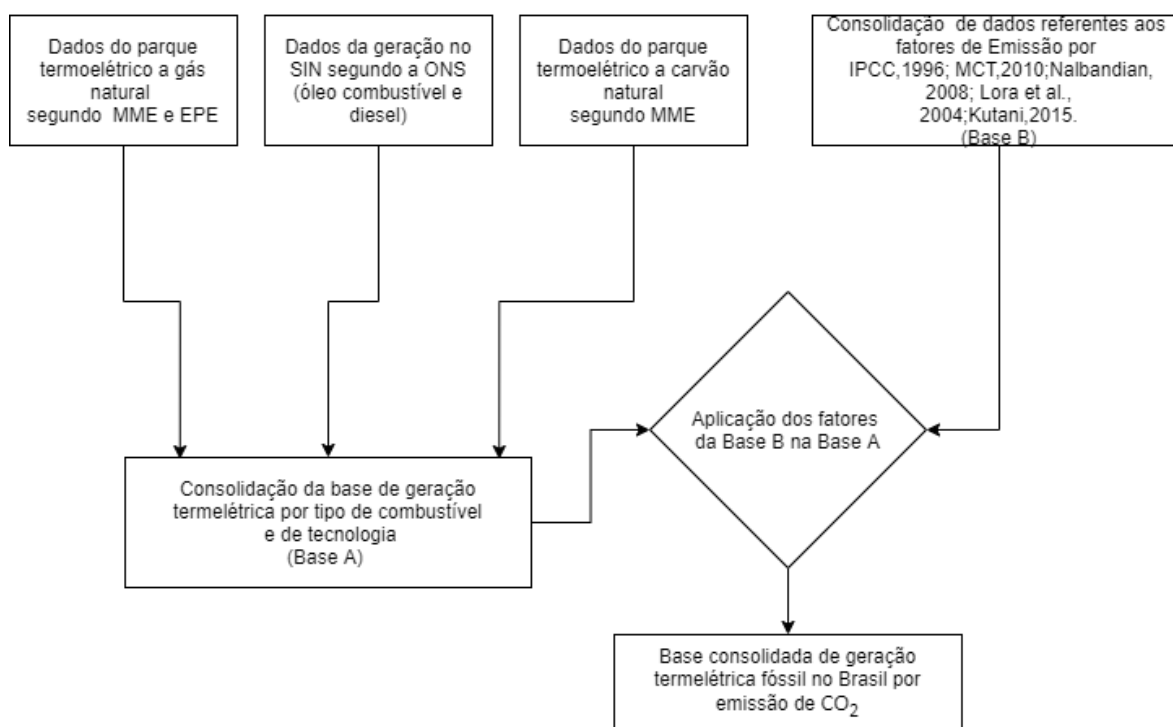 Dados do parque
termoelétrico a gás
natural
segundo  MME e EPE
Dados da geração no
SIN segundo a ONS
(óleo combustível e
diesel)
Dados do parque
termoelétrico a carvão
natural
segundo MME
Consolidação  de dados referentes aos
fatores de Emissão por
IPCC,1996; MCT,2010;Nalbandian,
2008; Lora et al.,
2004;Kutani,2015.
(Base B)
Aplicação dos fatores
da Base B na Base A
Consolidação da base de geração
termelétrica por tipo de combustível
e de tecnologia
(Base A)
Base consolidada de geração
termelétrica fóssil no Brasil por
emissão de CO₂